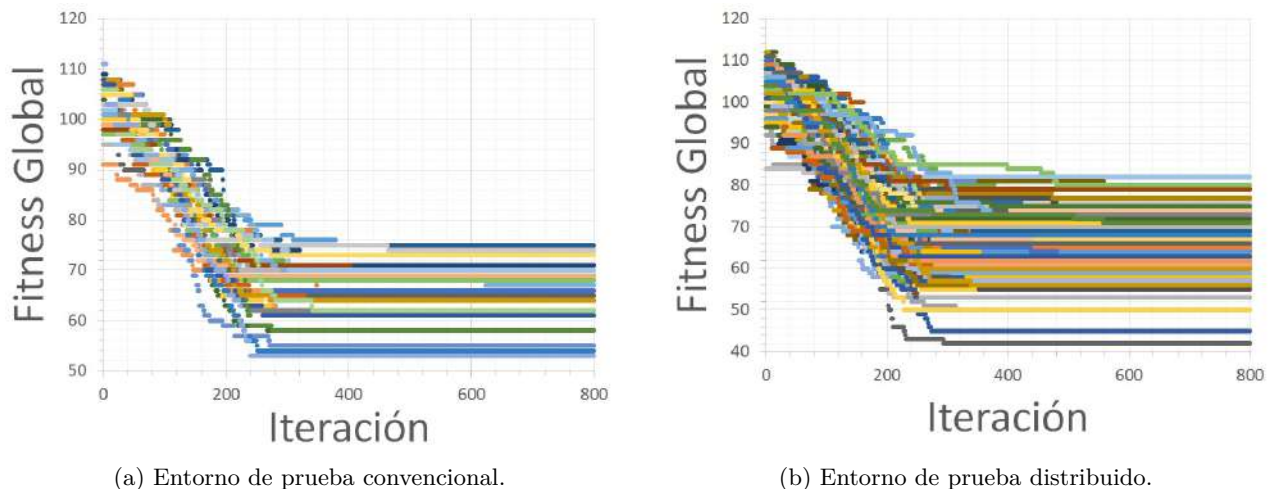 120
110
100
90
80
70
60
50
Fitness Global
0 200 400 600 800
Iteración
(a) Entorno de prueba convencional.
120
110
100
90
80
70
60
50
40
Fitness Global
0 200 400 600 800
Iteración
(b) Entorno de prueba distribuido.